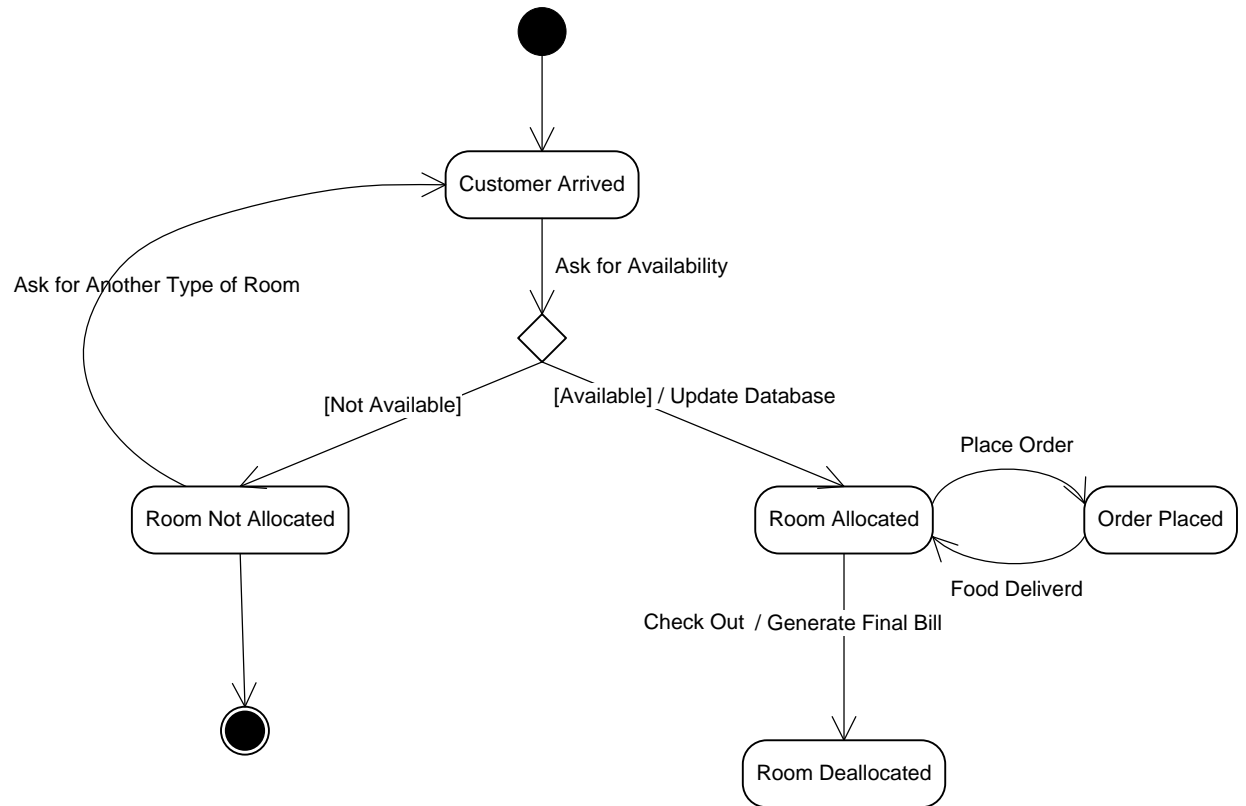 Customer Arrived
Ask for Availability
Ask for Another Type of Room
[Not Available]
[Available] / Update Database
Place Order
Room Not Allocated
Room Allocated
Order Placed
Food Deliverd
Check Out / Generate Final Bill
Room Deallocated